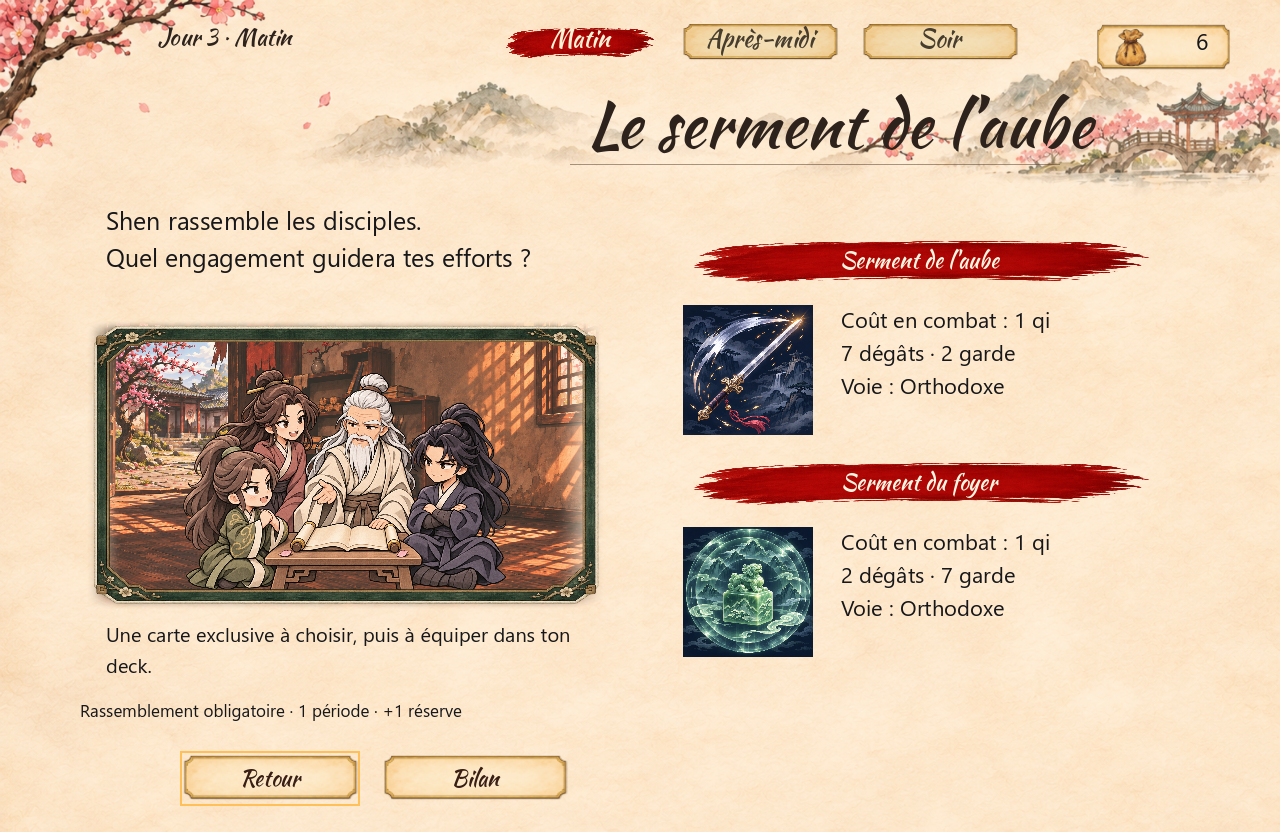 Jour 3 · Matin
Matin
Après-midi
Soir
6
Le serment de l'aube
Shen rassemble les disciples.
Quel engagement guidera tes efforts ?
Serment de l'aube
Coût en combat : 1 qi
7 dégâts · 2 garde
Voie : Orthodoxe
Serment du foyer
Coût en combat : 1 qi
2 dégâts · 7 garde
Voie : Orthodoxe
Une carte exclusive à choisir, puis à équiper dans ton
deck.
Rassemblement obligatoire · 1 période · +1 réserve
Retour
Bilan